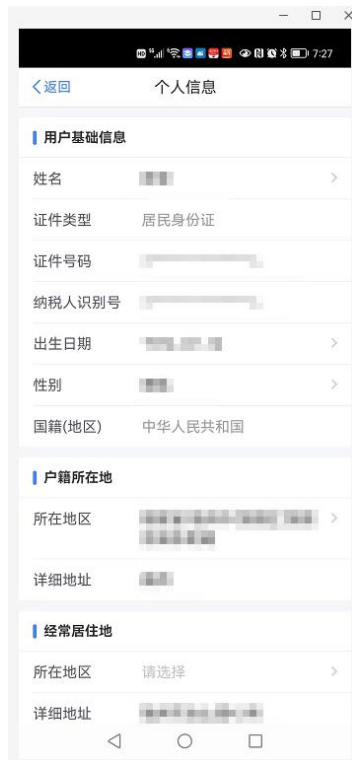 7:27
返回
个人信息
用户基础信息
姓名
证件类型 居民身份证
证件号码
纳税人识别号
出生日期
性别
国籍(地区) 中华人民共和国
户籍所在地
所在地区
详细地址
经常居住地
所在地区 请选择
详细地址